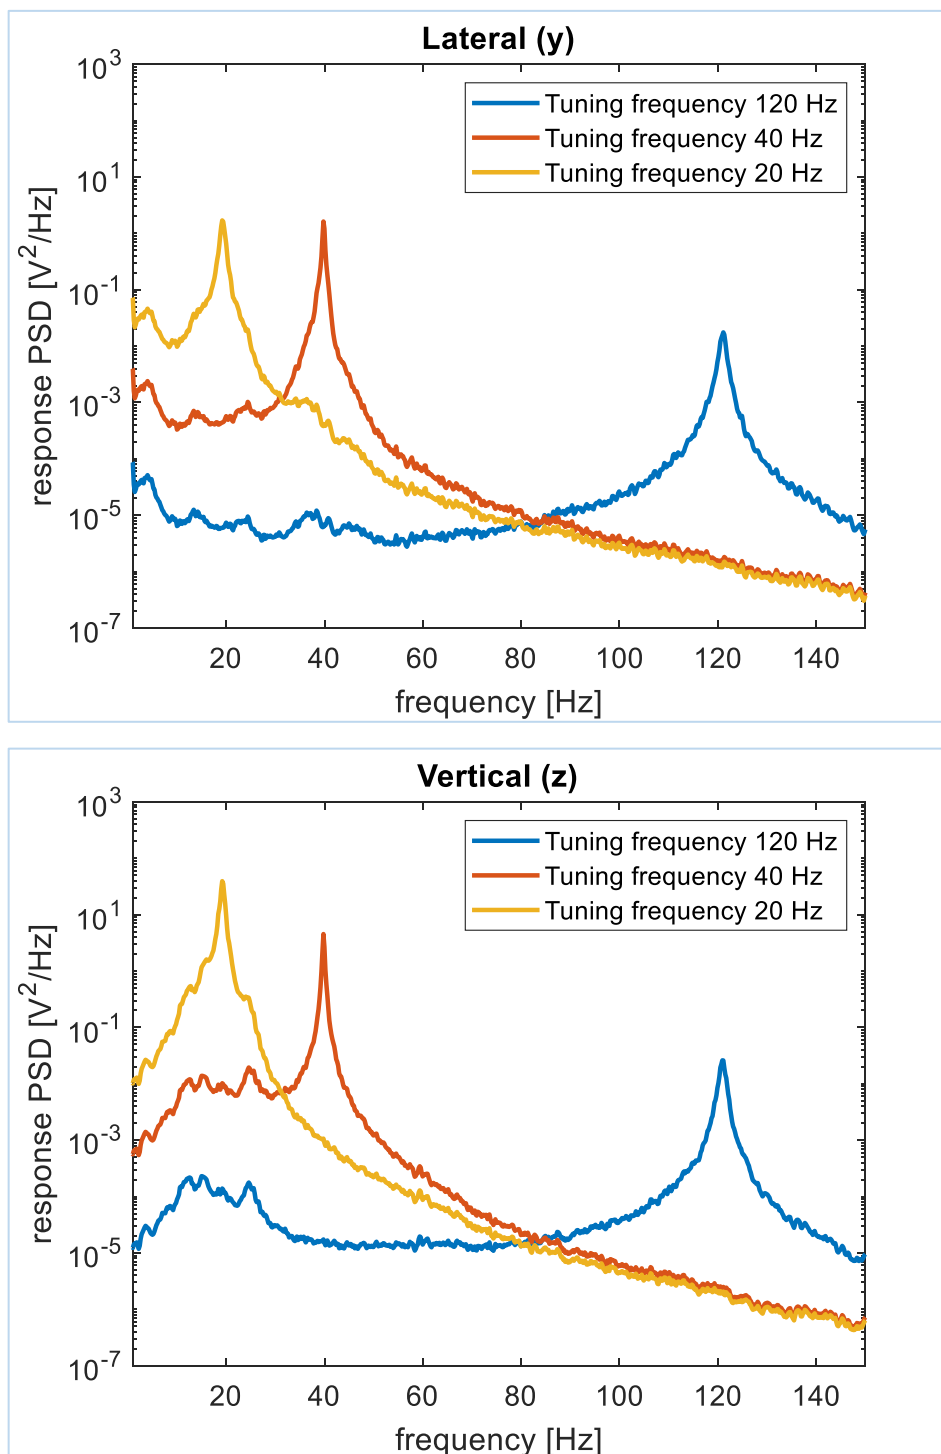 Lateral (y)
10^3
10^1
10^-1
10^-3
10^-5
10^-7
response PSD [V^2/Hz]
Tuning frequency 120 Hz
Tuning frequency 40 Hz
Tuning frequency 20 Hz
20 40 60 80 100 120 140
frequency [Hz]
Vertical (z)
10^3
10^1
10^-1
10^-3
10^-5
10^-7
response PSD [V^2/Hz]
Tuning frequency 120 Hz
Tuning frequency 40 Hz
Tuning frequency 20 Hz
20 40 60 80 100 120 140
frequency [Hz]